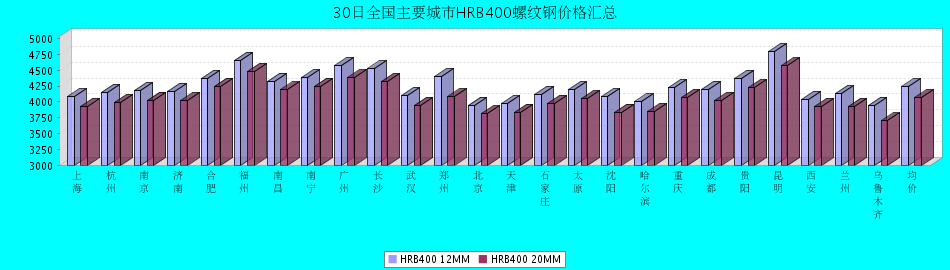 30日全国主要城市HRB400螺纹钢价格汇总
5000
4750
4500
4250
4000
3750
3500
3250
3000
上海
杭州
南京
济南
合肥
福州
南昌
南宁
广州
长沙
武汉
郑州
北京
天津
石家庄
太原
沈阳
哈尔滨
重庆
成都
贵阳
昆明
西安
兰州
乌鲁木齐
均价
HRB400 12MM
HRB400 20MM